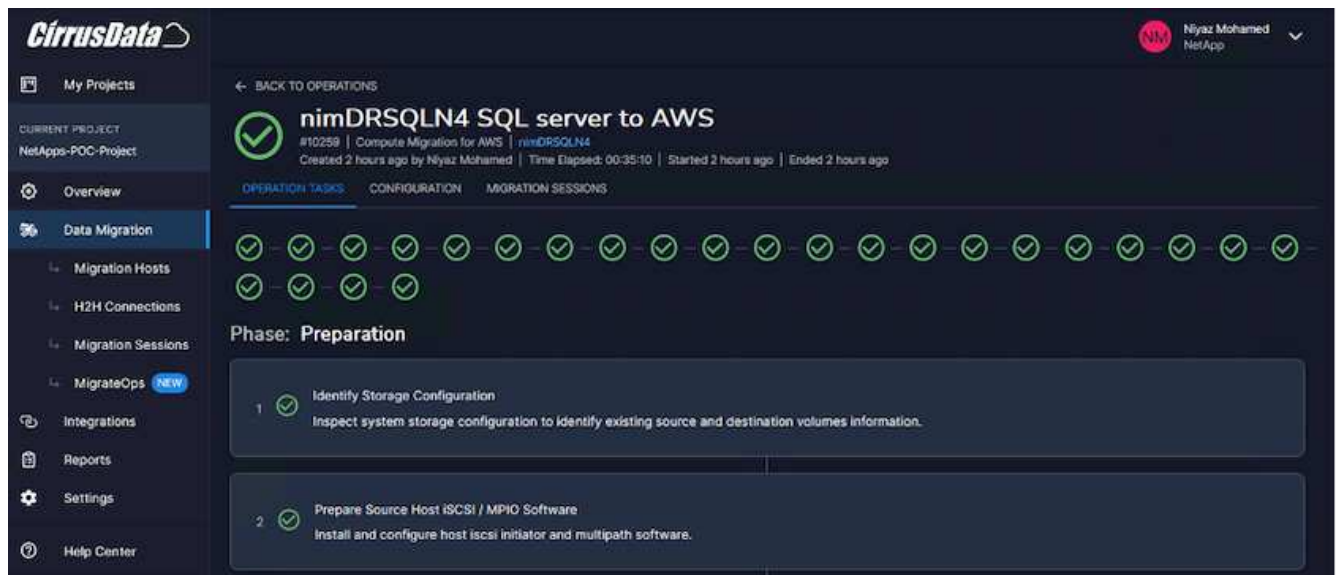 CirrusData
NM
Niyaz Mohamed
NetApp
My Projects
CURRENT PROJECT
NetApps-POC-Project
Overview
Data Migration
Migration Hosts
H2H Connections
Migration Sessions
MigrateOps NEW
Integrations
Reports
Settings
Help Center
← BACK TO OPERATIONS
nimDRSQLN4 SQL server to AWS
#10259 | Compute Migration for AWS | nimDRSQLN4
Created 2 hours ago by Niyaz Mohamed | Time Elapsed: 00:35:10 | Started 2 hours ago | Ended 2 hours ago
OPERATION TASKS CONFIGURATION MIGRATION SESSIONS
Phase: Preparation
1 Identify Storage Configuration
Inspect system storage configuration to identify existing source and destination volumes information.
2 Prepare Source Host iSCSI / MPIO Software
Install and configure host iscsi initiator and multipath software.